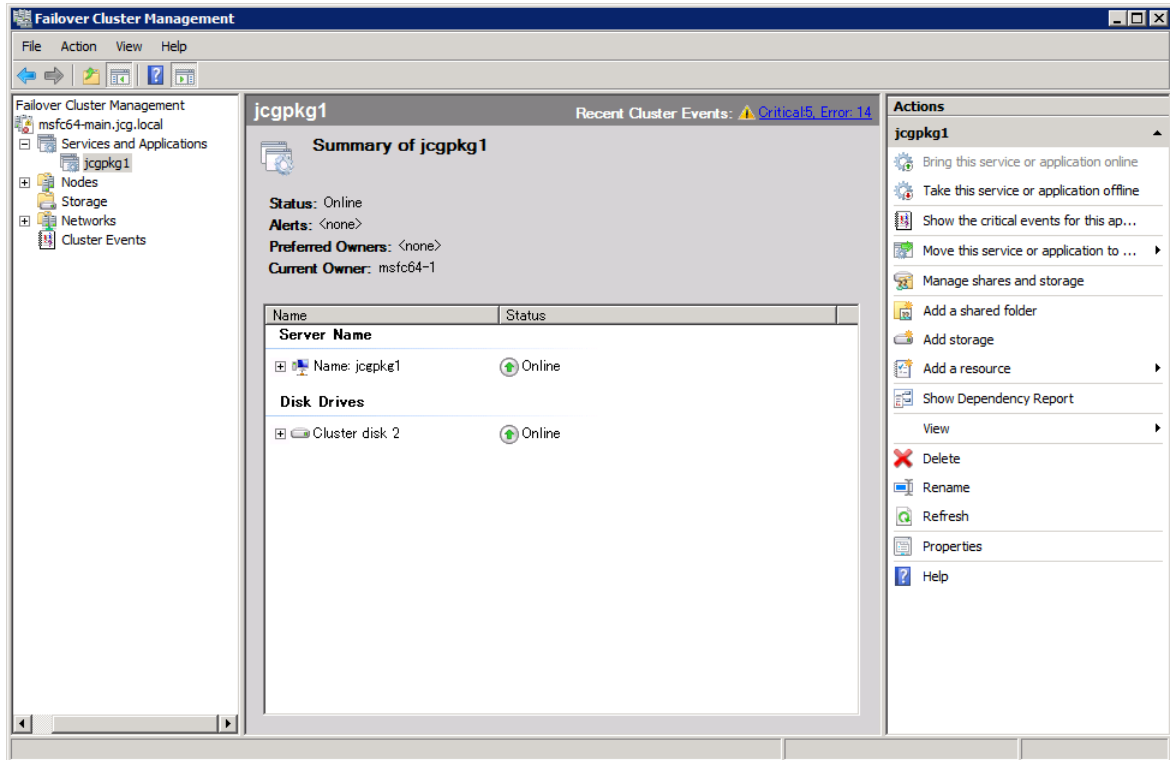 Failover Cluster Management
File Action View Help
Failover Cluster Management
msfc64-main.jcg.local
Services and Applications
jcgpkg1
Nodes
Storage
Networks
Cluster Events
jcgpkg1 Recent Cluster Events: Critical:5, Error: 14
Summary of jcgpkg1
Status: Online
Alerts: <none>
Preferred Owners: <none>
Current Owner: msfc64-1
Name Status
Server Name
Name: jcgpkg1 Online
Disk Drives
Cluster disk 2 Online
Actions
jcgpkg1
Bring this service or application online
Take this service or application offline
Show the critical events for this ap...
Move this service or application to ...
Manage shares and storage
Add a shared folder
Add storage
Add a resource
Show Dependency Report
View
Delete
Rename
Refresh
Properties
Help